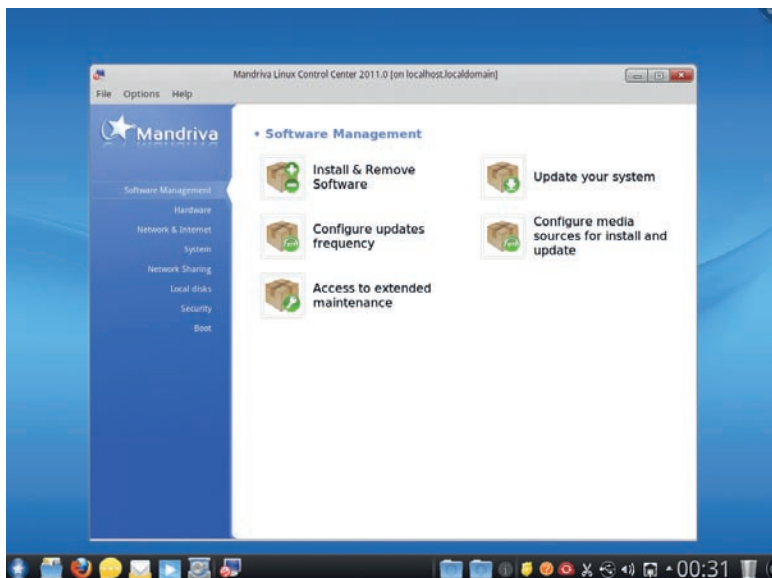 Mandriva Linux Control Center 2011.0 [on localhost.localdomain]
File Options Help
Mandriva
Software Management
Hardware
Network & Internet
System
Network Sharing
Local disks
Security
Boot
• Software Management
Install & Remove
Software
Update your system
Configure updates
frequency
Configure media
sources for install and
update
Access to extended
maintenance
00:31